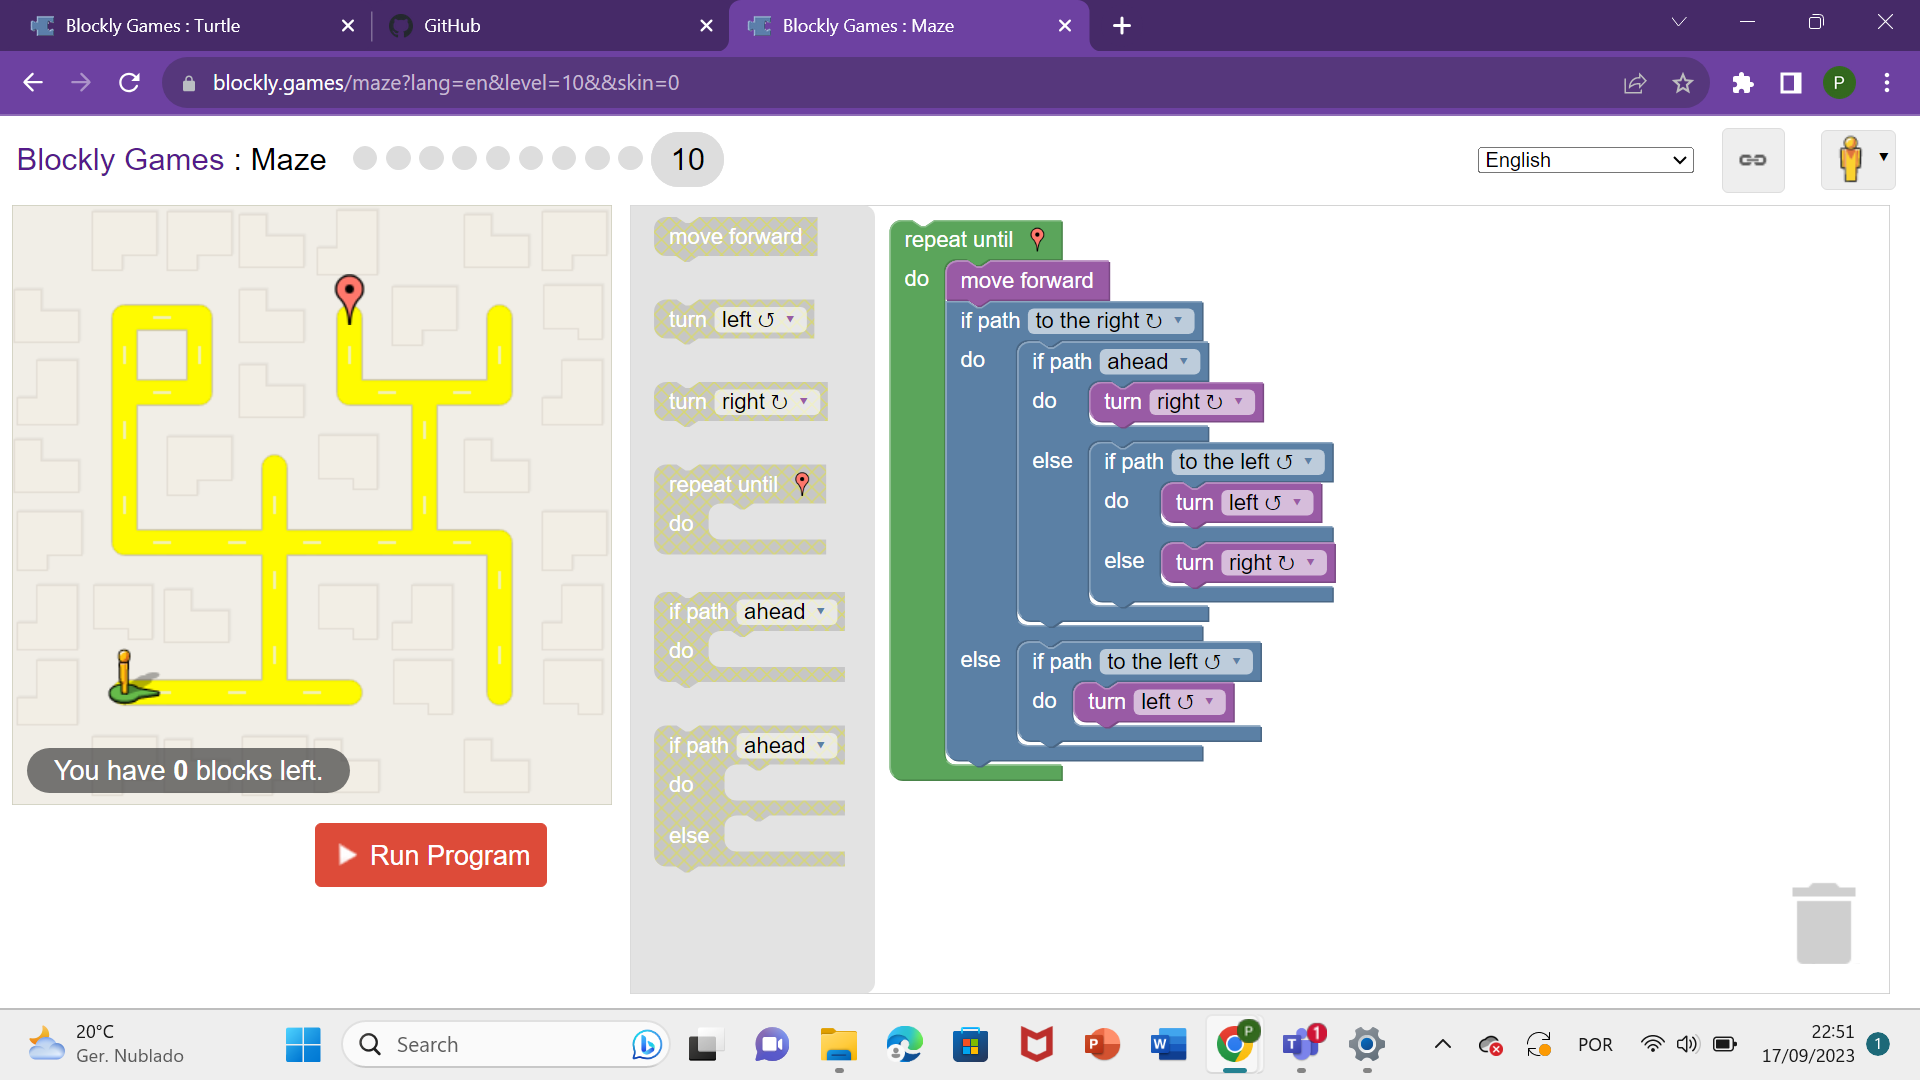 Blockly Games : Turtle
GitHub
Blockly Games : Maze
blockly.games/maze?lang=en&level=10&&skin=0
P
Blockly Games : Maze
10
English
You have 0 blocks left.
Run Program
move forward
turn left ↺
turn right ↻
repeat until
do
if path ahead
do
if path ahead
do
else
repeat until
do
move forward
if path to the right ↻
do
if path ahead
do
turn right ↻
else
if path to the left ↺
do
turn left ↺
else
turn right ↻
else
if path to the left ↺
do
turn left ↺
20°C
Ger. Nublado
Search
POR
22:51
17/09/2023
1
P
1